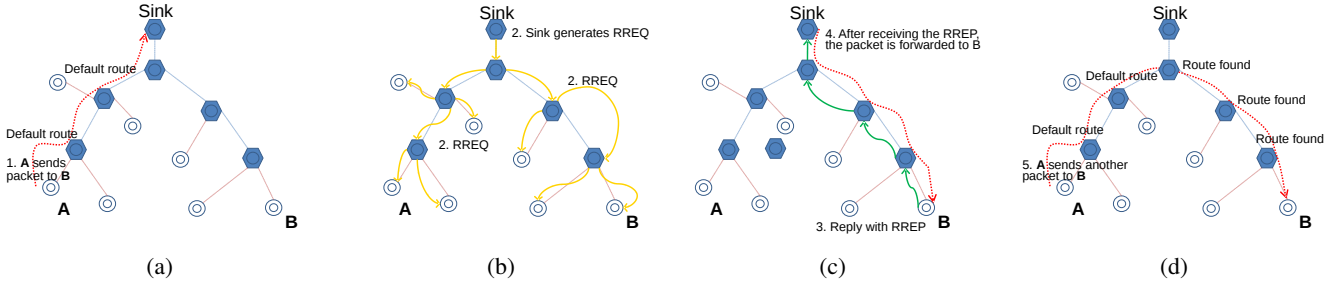 Sink
Default route
Default route
1. A sends
packet to B
A
B
(a)
Sink
2. Sink generates RREQ
2. RREQ
2. RREQ
A
B
(b)
Sink
4. After receiving the RREP,
the packet is forwarded to B
A
B
3. Reply with RREP
(c)
Sink
Route found
Default route
Route found
Default route
Route found
5. A sends another
packet to B
A
B
(d)